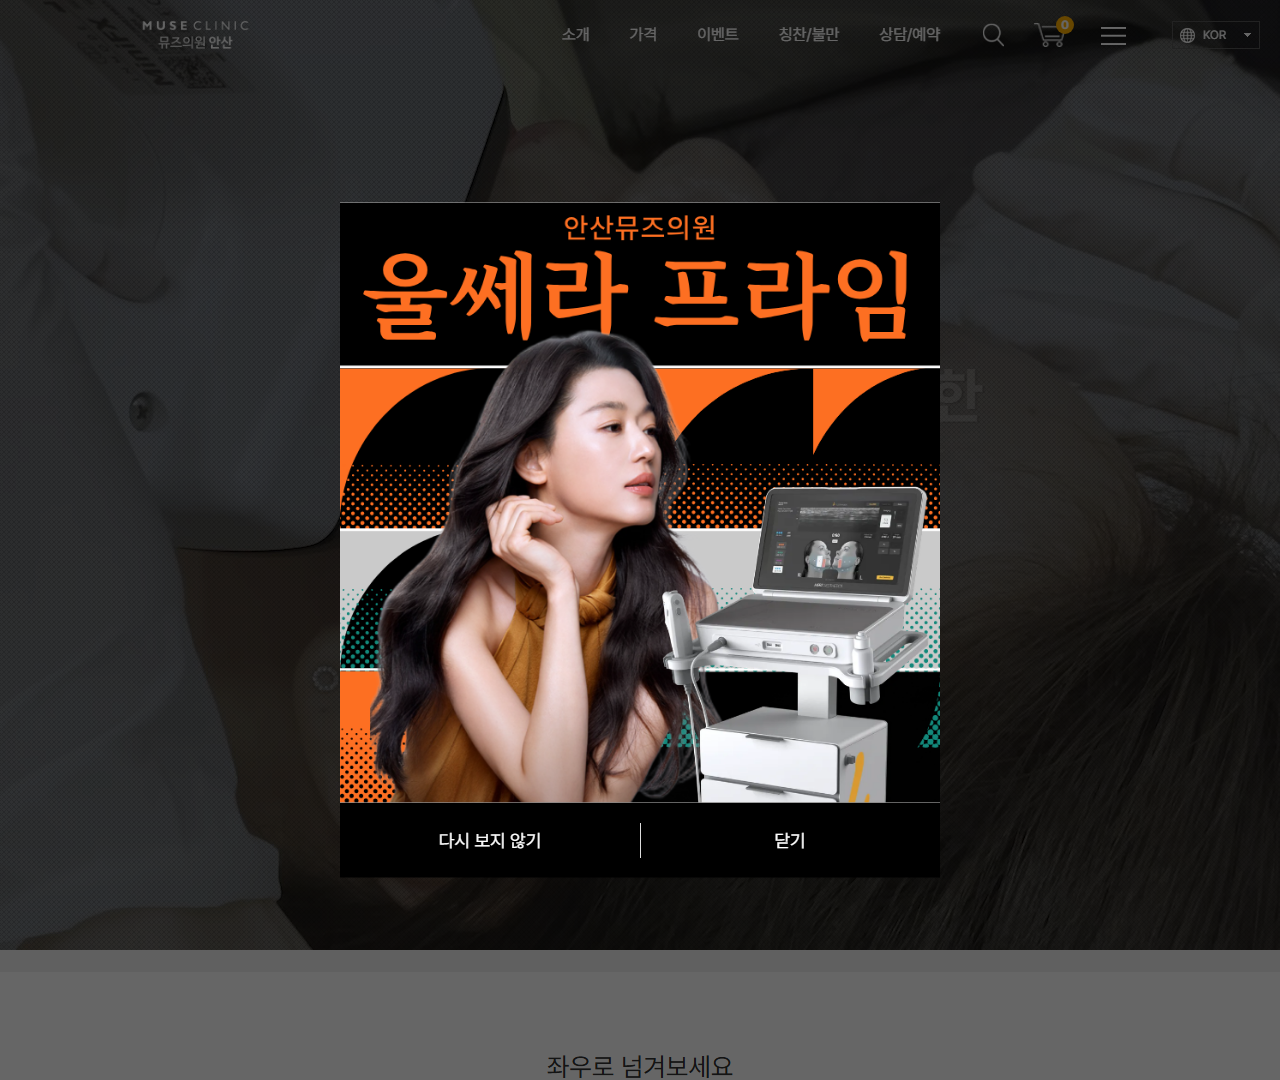 MUSE CLINIC
뮤즈의원 안산
소개 가격 이벤트 칭찬/불만 상담/예약 0 KOR
안산뮤즈의원
울쎄라 프라임
한
다시 보지 않기 닫기
좌우로 넘겨보세요